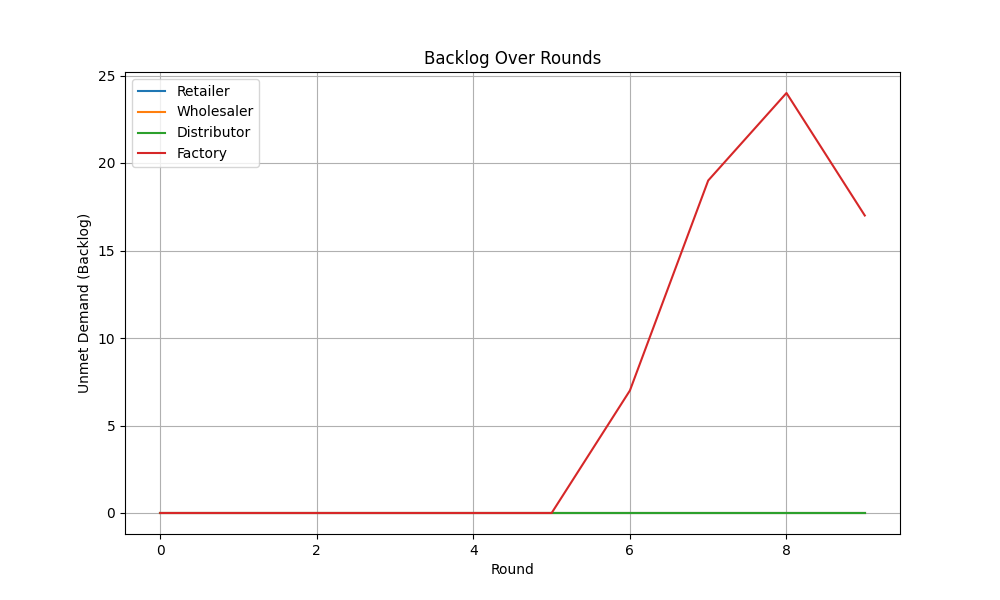 Backlog Over Rounds
Retailer
Wholesaler
Distributor
Factory
Unmet Demand (Backlog)
25
20
15
10
5
0
0 2 4 6 8
Round